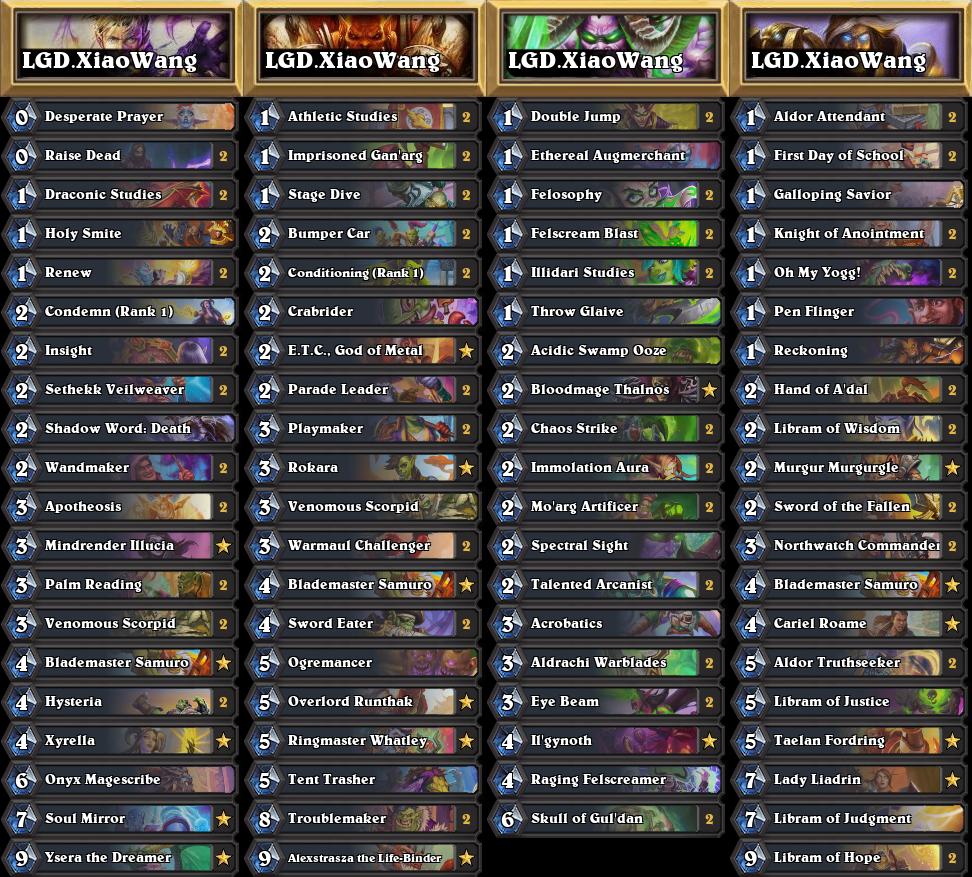 LGD.XiaoWang
0 Desperate Prayer
0 Raise Dead 2
1 Draconic Studies 2
1 Holy Smite
1 Renew 2
2 Condemn (Rank 1)
2 Insight 2
2 Sethekk Veilweaver 2
2 Shadow Word: Death
2 Wandmaker 2
3 Apotheosis 2
3 Mindrender Illucia
3 Palm Reading 2
3 Venomous Scorpid 2
4 Blademaster Samuro
4 Hysteria 2
4 Xyrella
6 Onyx Magescribe
7 Soul Mirror
9 Ysera the Dreamer
LGD.XiaoWang
1 Athletic Studies 2
1 Imprisoned Gan'arg 2
1 Stage Dive 2
2 Bumper Car 2
2 Conditioning (Rank 1) 2
2 Crabrider
2 E.T.C., God of Metal
2 Parade Leader 2
3 Playmaker 2
3 Rokara
3 Venomous Scorpid
3 Warmaul Challenger 2
4 Blademaster Samuro
4 Sword Eater 2
5 Ogremancer
5 Overlord Runthak
5 Ringmaster Whatley
5 Tent Trasher
8 Troublemaker 2
9 Alexstrasza the Life-Binder
LGD.XiaoWang
1 Double Jump 2
1 Ethereal Augmerchant
1 Felosophy 2
1 Felscream Blast 2
1 Illidari Studies 2
1 Throw Glaive
2 Acidic Swamp Ooze
2 Bloodmage Thalnos
2 Chaos Strike 2
2 Immolation Aura 2
2 Mo'arg Artificer 2
2 Spectral Sight
2 Talented Arcanist 2
3 Acrobatics
3 Aldrachi Warblades 2
3 Eye Beam 2
4 Il'gynoth
4 Raging Felscreamer
6 Skull of Gul'dan 2
LGD.XiaoWang
1 Aldor Attendant 2
1 First Day of School 2
1 Galloping Savior
1 Knight of Anointment 2
1 Oh My Yogg! 2
1 Pen Flinger
1 Reckoning
2 Hand of A'dal 2
2 Libram of Wisdom 2
2 Murgur Murgurgle
2 Sword of the Fallen 2
3 Northwatch Commander 2
4 Blademaster Samuro
4 Cariel Roame
5 Aldor Truthseeker 2
5 Libram of Justice
5 Taelan Fordring
7 Lady Liadrin
7 Libram of Judgment
9 Libram of Hope 2